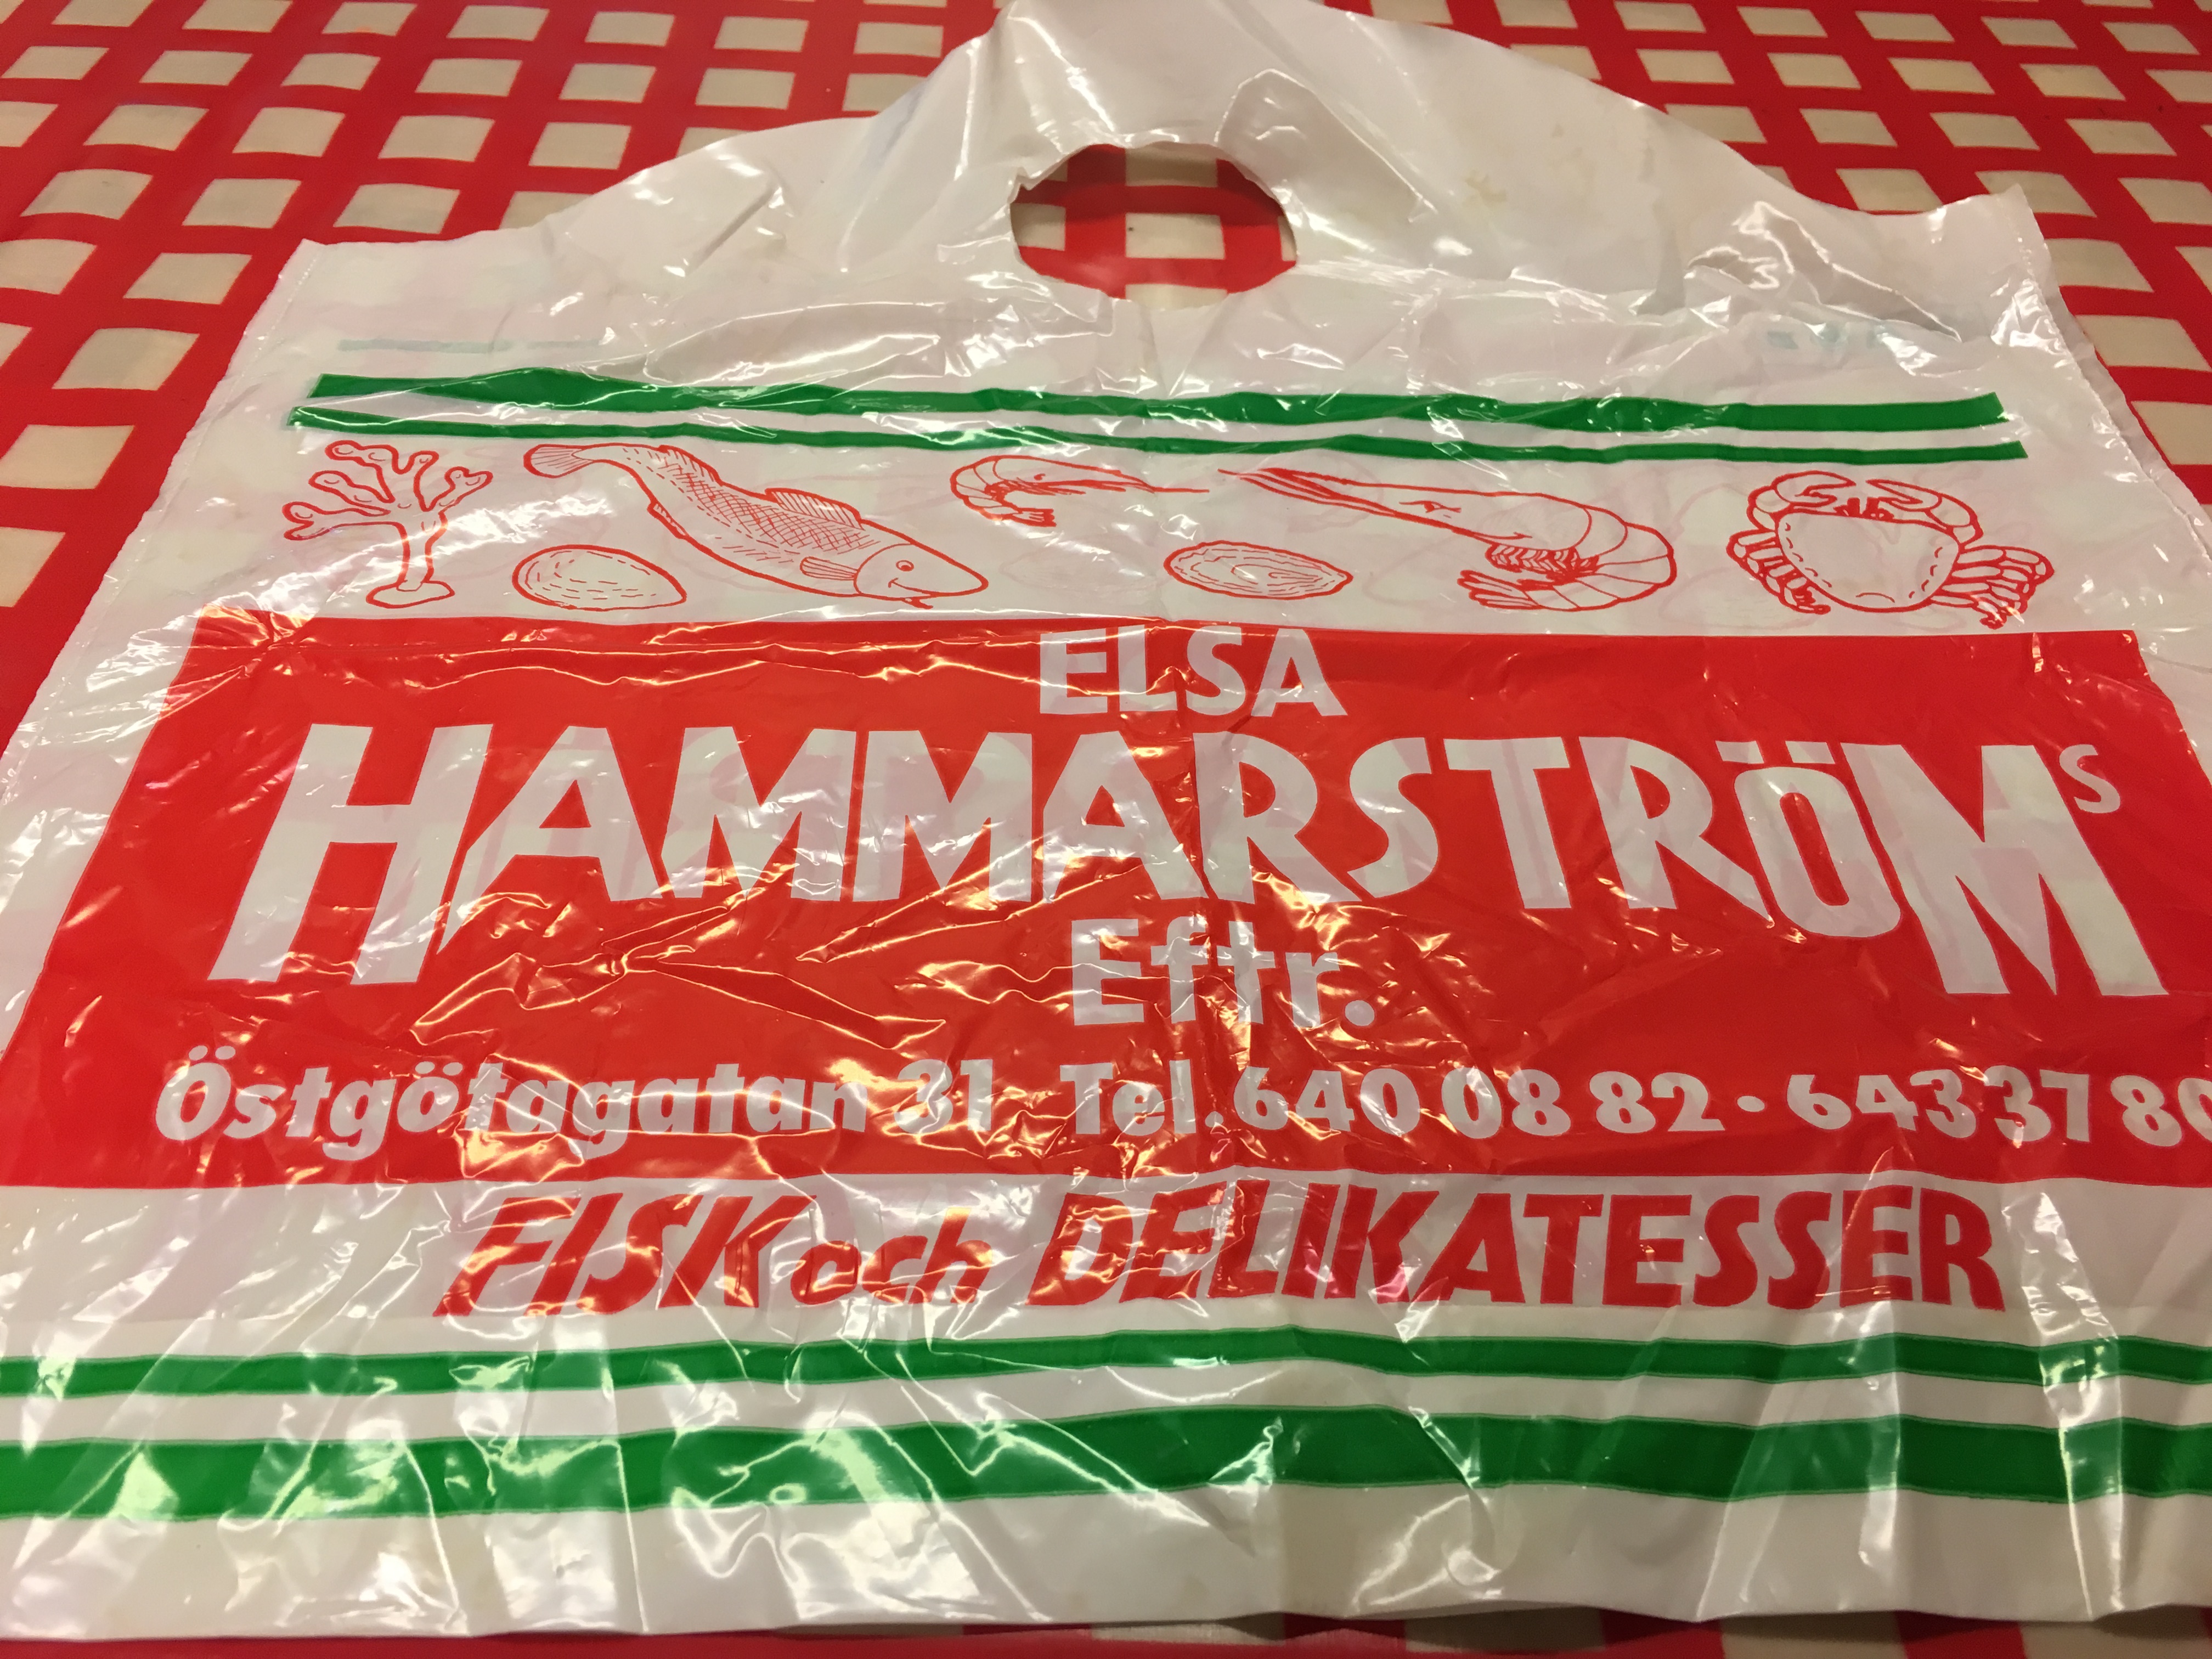 ELSA
HAMMARSTRÖMS
Eftr.
Östgötagatan 31 Tel. 640 08 82 • 643 37 80
FISK och DELIKATESSER